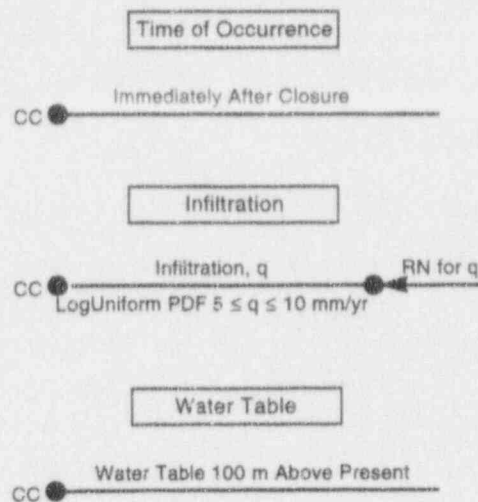 Time of Occurrence
Immediately After Closure
CC
Infiltration
Infiltration, q
RN for q
CC
LogUniform PDF 5 ≤ q ≤ 10 mm/yr
Water Table
Water Table 100 m Above Present
CC